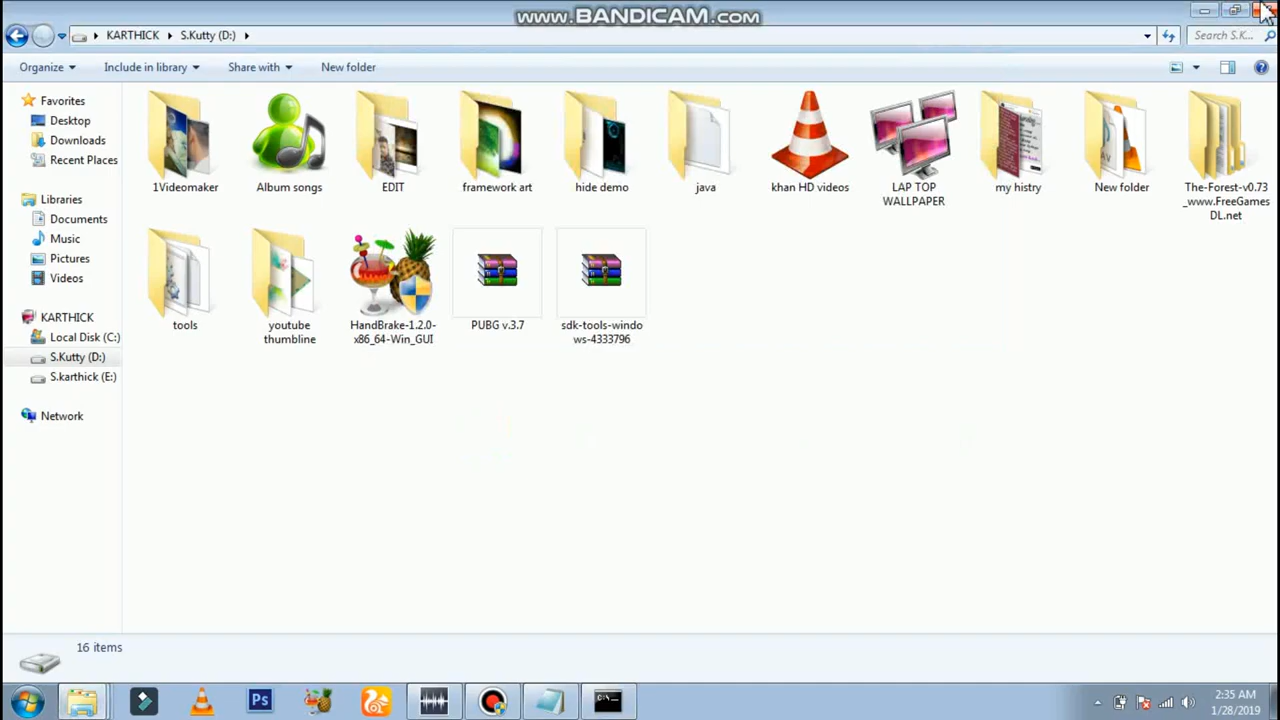 www.BANDICAM.com
KARTHICK S.Kutty (D:)
Search S.K...
Organize Include in library Share with New folder
Favorites
Desktop
Downloads
Recent Places
Libraries
Documents
Music
Pictures
Videos
KARTHICK
Local Disk (C:)
S.Kutty (D:)
S.karthick (E:)
Network
1Videomaker
Album songs
EDIT
framework art
hide demo
java
khan HD videos
LAP TOP
WALLPAPER
my histry
New folder
The-Forest-v0.73
_www.FreeGames
DL.net
tools
youtube
thumbline
HandBrake-1.2.0-
x86_64-Win_GUI
PUBG v.3.7
sdk-tools-windo
ws-4333796
16 items
Ps
C:\_
2:35 AM
1/28/2019